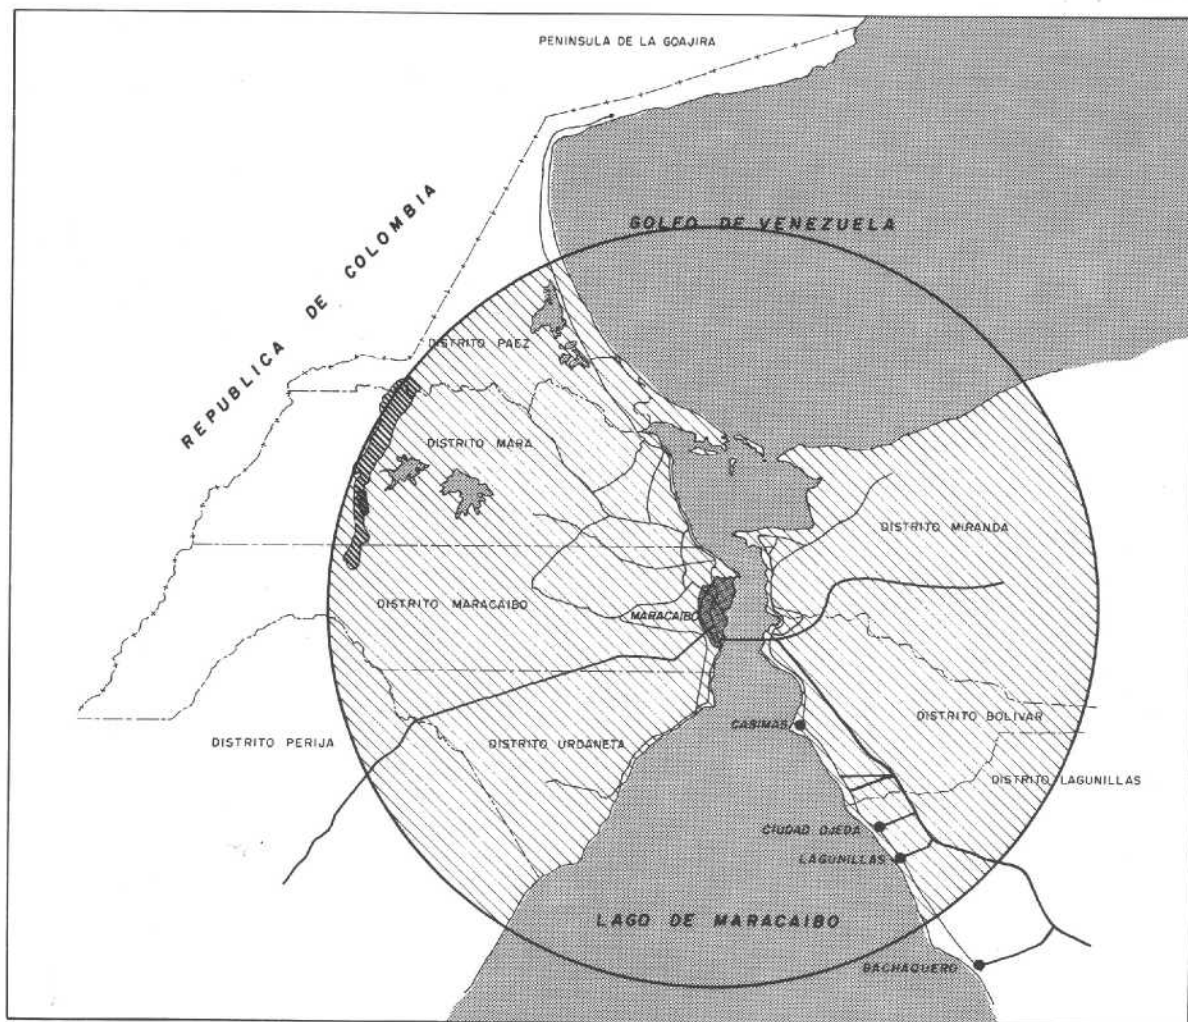 PENINSULA DE LA GOAJIRA
GOLFO DE VENEZUELA
REPUBLICA DE COLOMBIA
DISTRITO PAEZ
DISTRITO MARA
DISTRITO MIRANDA
DISTRITO MARACAIBO
MARACAIBO
DISTRITO BOLIVAR
CABIMAS
DISTRITO PERIJA
DISTRITO URDANETA
DISTRITO LAGUNILLAS
CIUDAD OJEDA
LAGUNILLAS
LAGO DE MARACAIBO
BACHAQUERO